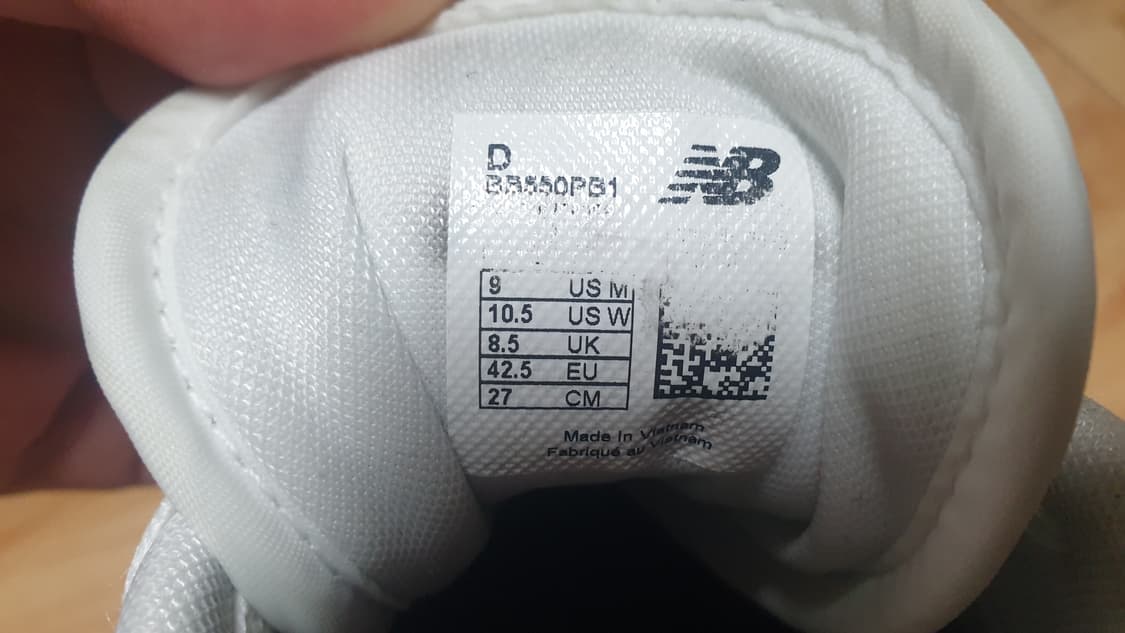 D
BB550PB1
NB
9 US M
10.5 US W
8.5 UK
42.5 EU
27 CM
Made In Vietnam
Fabriqué au Vietnam